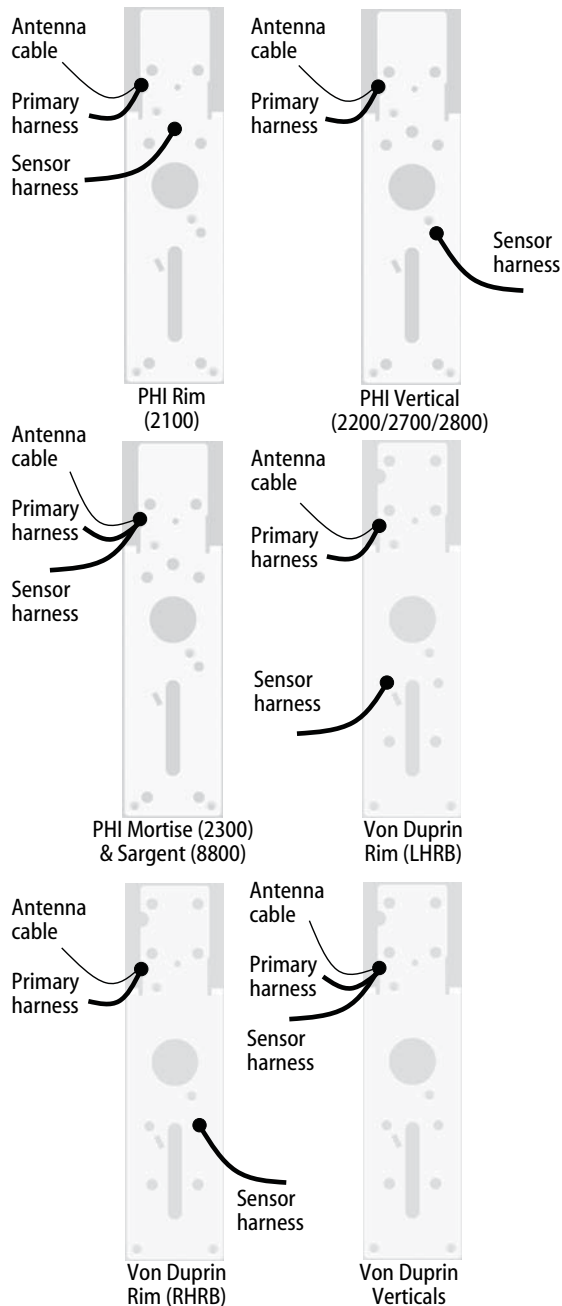 Antenna
cable
Primary
harness
Sensor
harness
PHI Rim
(2100)
Antenna
cable
Primary
harness
Sensor
harness
PHI Vertical
(2200/2700/2800)
Antenna
cable
Primary
harness
Sensor
harness
PHI Mortise (2300)
& Sargent (8800)
Antenna
cable
Primary
harness
Sensor
harness
Von Duprin
Rim (LHRB)
Antenna
cable
Primary
harness
Sensor
harness
Von Duprin
Rim (RHRB)
Antenna
cable
Primary
harness
Sensor
harness
Von Duprin
Verticals